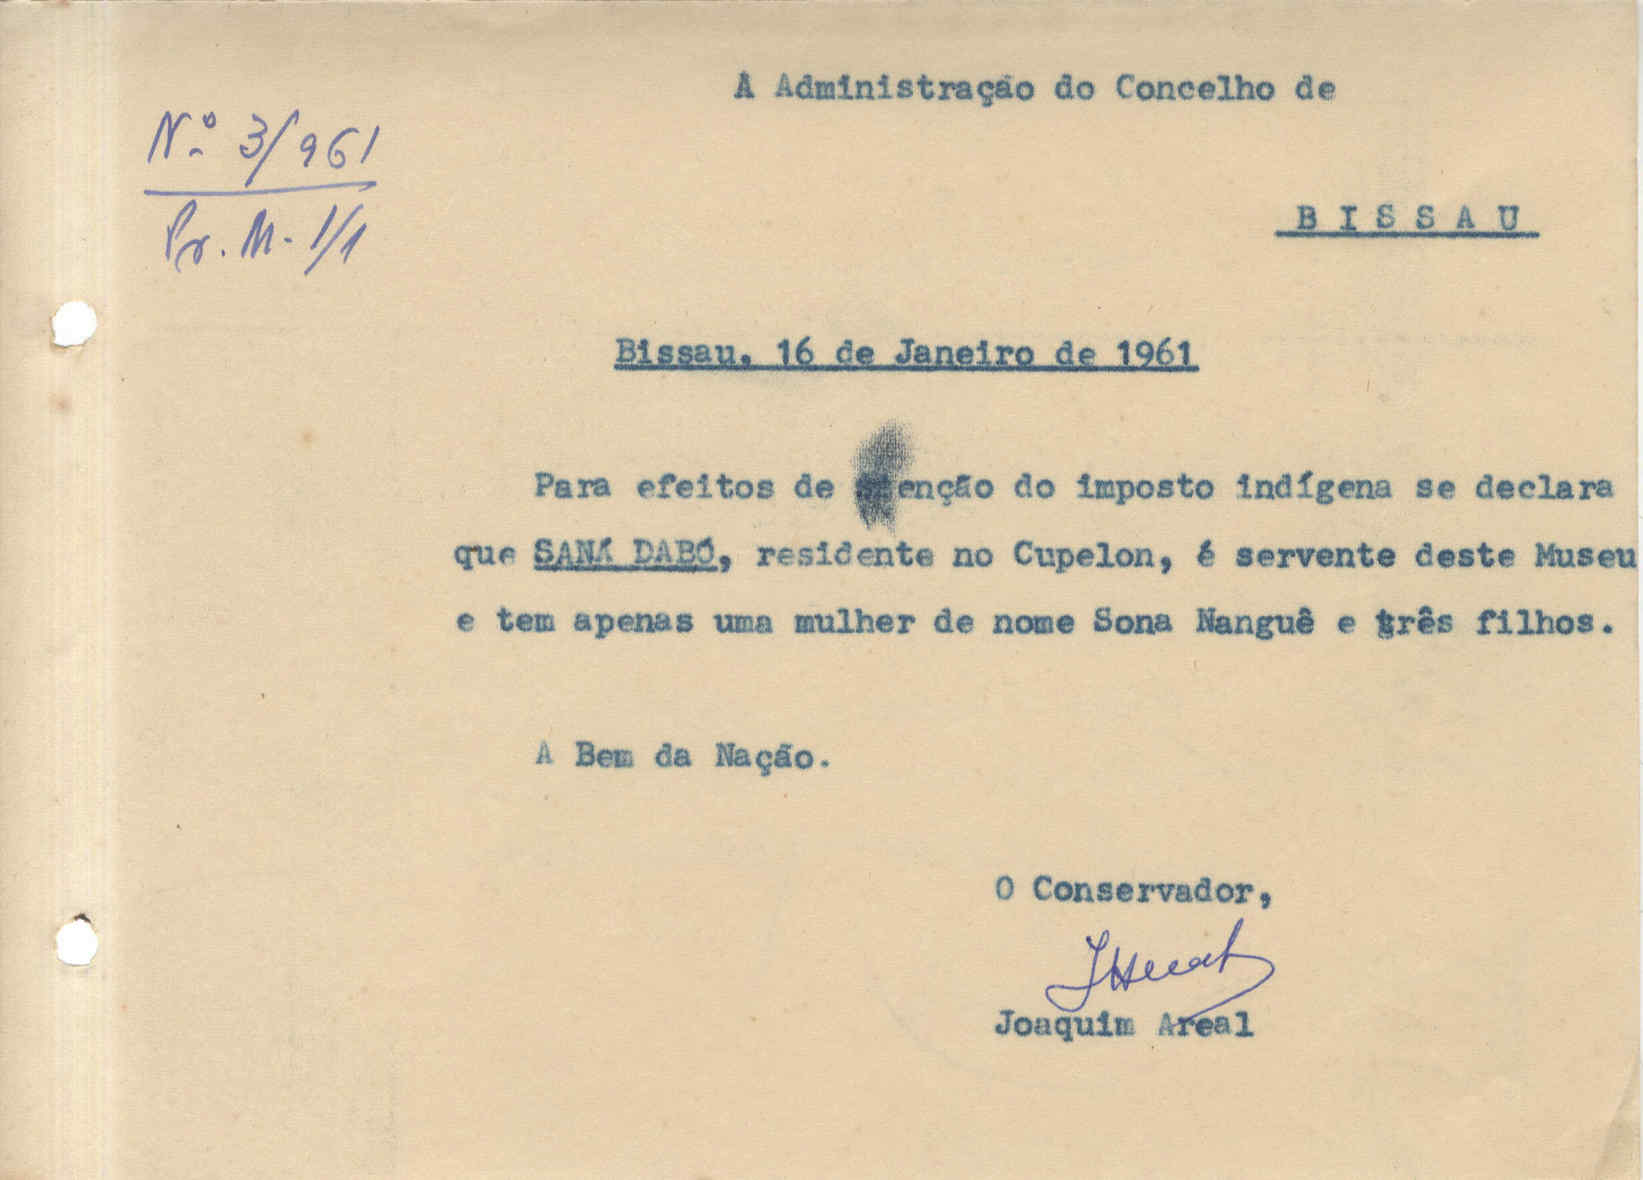 À Administração do Concelho de
Nº 3/961
Pr. M. 1/1
B I S S A U
Bissau, 16 de Janeiro de 1961
Para efeitos de do imposto indígena se declara
que SANÁ DABÓ, residente no Cupelon, é servente deste Museu
e tem apenas uma mulher de nome Sona Nanguê e três filhos.
A Bem da Nação.
O Conservador,
JAreal
Joaquim Areal